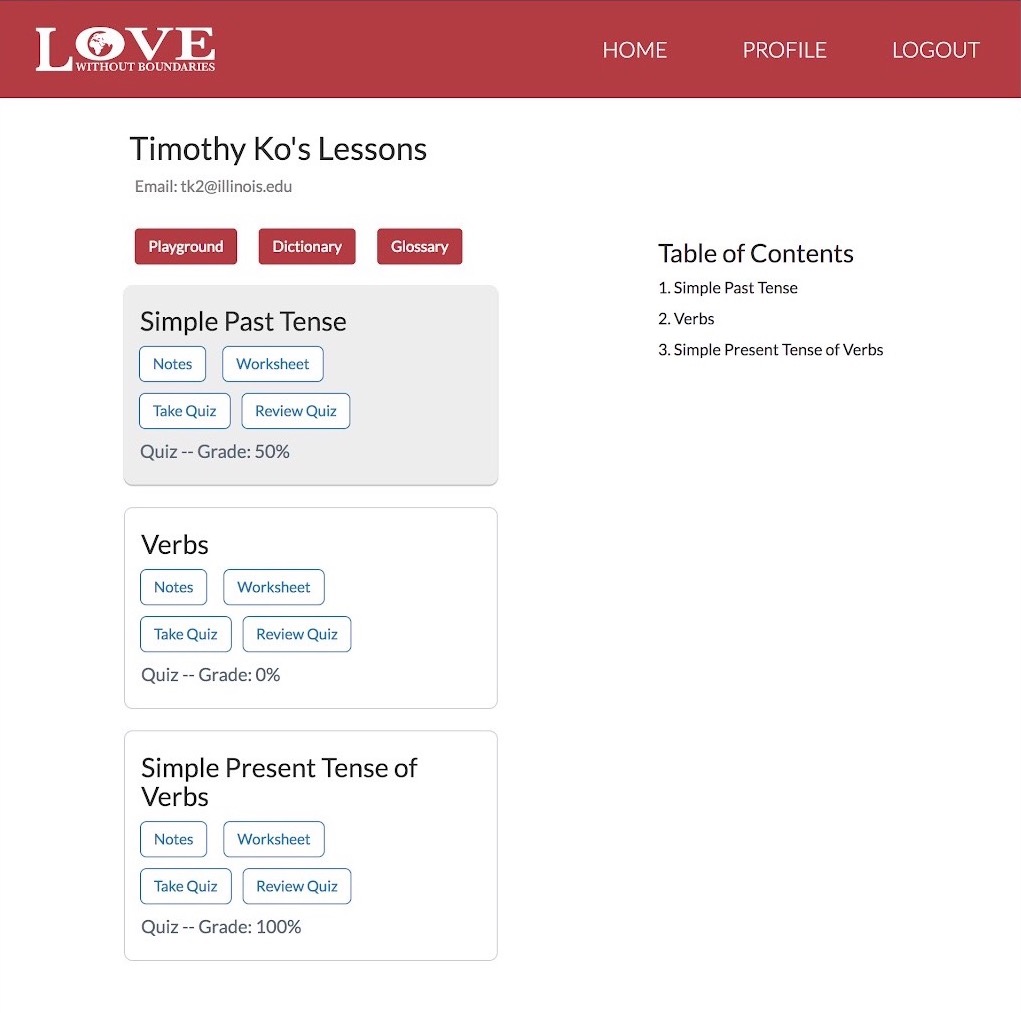 LOVE
WITHOUT BOUNDARIES
HOME PROFILE LOGOUT
Timothy Ko's Lessons
Email: tk2@illinois.edu
Playground Dictionary Glossary
Simple Past Tense
Notes Worksheet
Take Quiz Review Quiz
Quiz -- Grade: 50%
Verbs
Notes Worksheet
Take Quiz Review Quiz
Quiz -- Grade: 0%
Simple Present Tense of
Verbs
Notes Worksheet
Take Quiz Review Quiz
Quiz -- Grade: 100%
Table of Contents
1. Simple Past Tense
2. Verbs
3. Simple Present Tense of Verbs